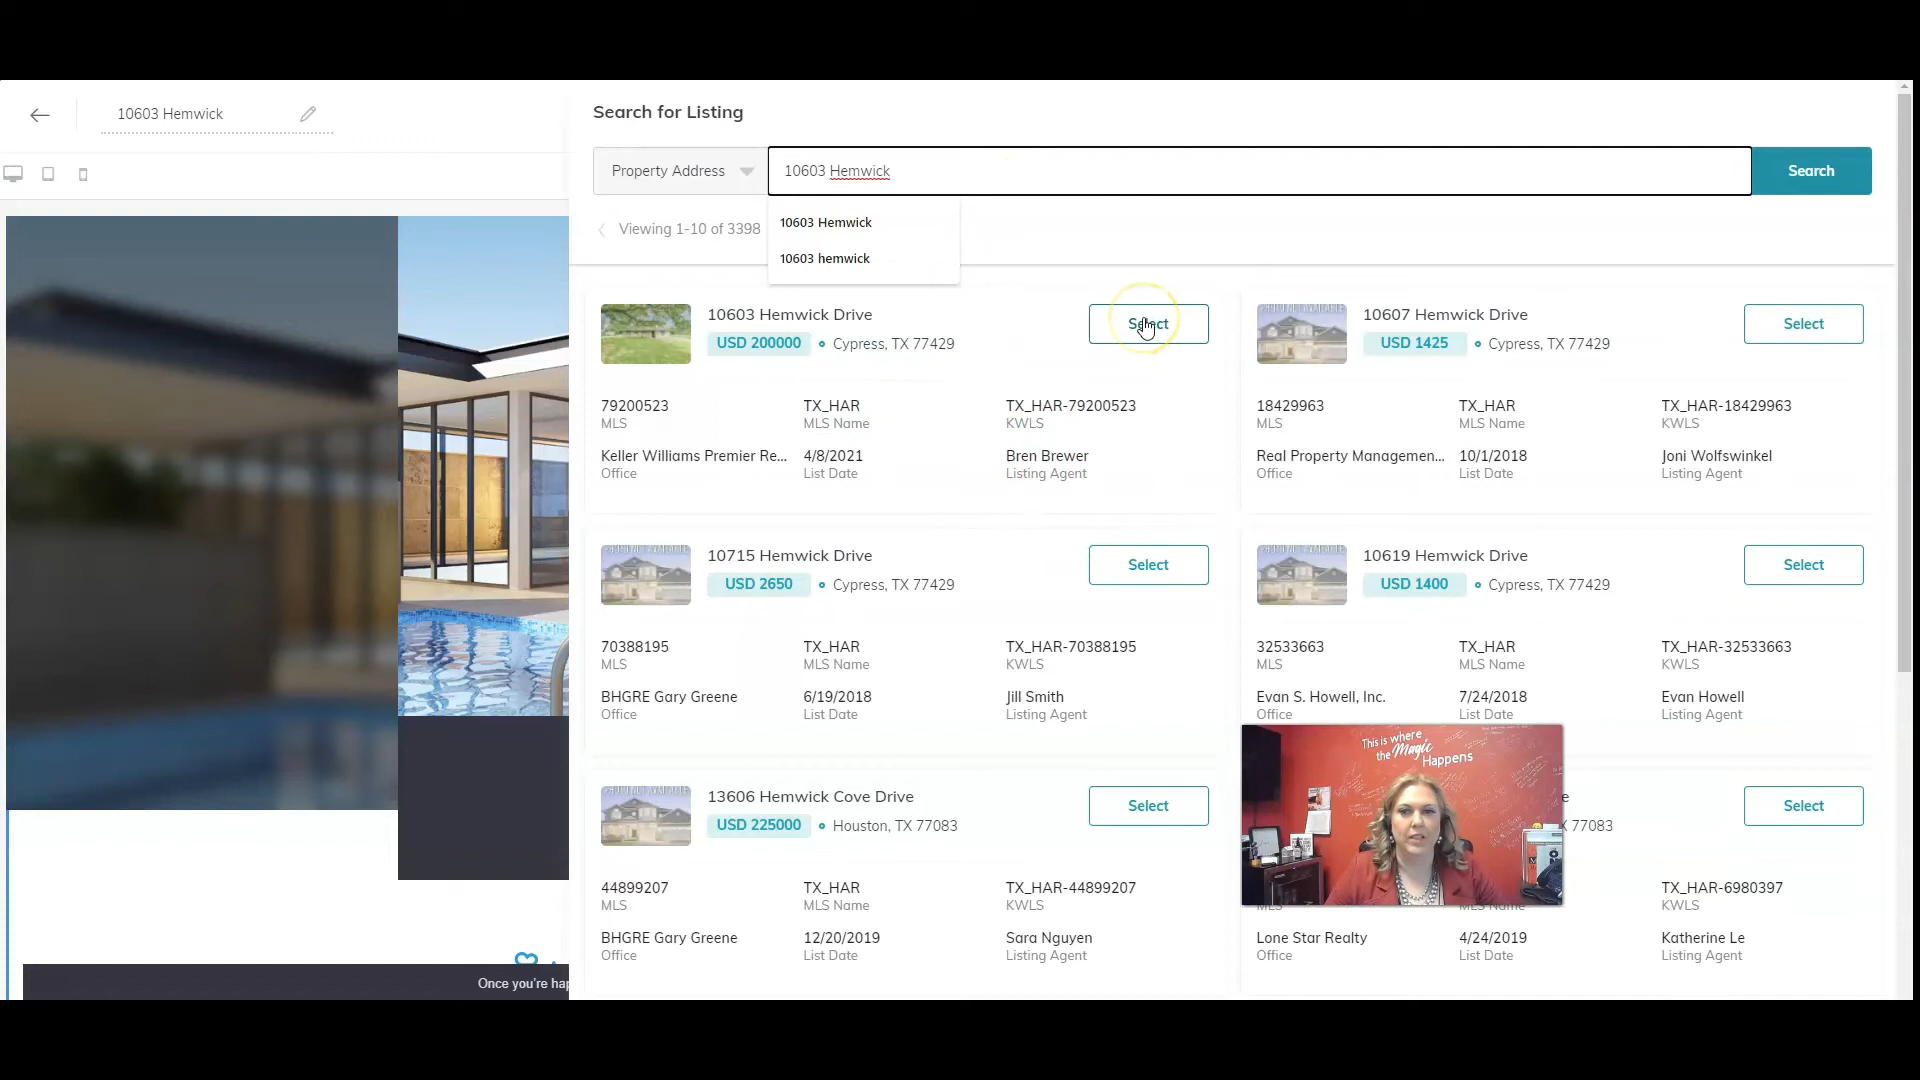 10603 Hemwick
Search for Listing
Property Address
10603 Hemwick
Search
Viewing 1-10 of 3398
10603 Hemwick
10603 hemwick
10603 Hemwick Drive
USD 200000
Cypress, TX 77429
Select
79200523
TX_HAR
TX_HAR-79200523
MLS
MLS Name
KWLS
Keller Williams Premier Re...
4/8/2021
Bren Brewer
Office
List Date
Listing Agent
10607 Hemwick Drive
USD 1425
Cypress, TX 77429
Select
18429963
TX_HAR
TX_HAR-18429963
MLS
MLS Name
KWLS
Real Property Managemen...
10/1/2018
Joni Wolfswinkel
Office
List Date
Listing Agent
10715 Hemwick Drive
USD 2650
Cypress, TX 77429
Select
70388195
TX_HAR
TX_HAR-70388195
MLS
MLS Name
KWLS
BHGRE Gary Greene
6/19/2018
Jill Smith
Office
List Date
Listing Agent
10619 Hemwick Drive
USD 1400
Cypress, TX 77429
Select
32533663
TX_HAR
TX_HAR-32533663
MLS
MLS Name
KWLS
Evan S. Howell, Inc.
7/24/2018
Evan Howell
Office
List Date
Listing Agent
13606 Hemwick Cove Drive
USD 225000
Houston, TX 77083
Select
44899207
TX_HAR
TX_HAR-44899207
MLS
MLS Name
KWLS
BHGRE Gary Greene
12/20/2019
Sara Nguyen
Office
List Date
Listing Agent
This is where
the Magic
Happens
e
X 77083
Select
TX_HAR-6980397
MLS
MLS Name
KWLS
Lone Star Realty
4/24/2019
Katherine Le
Office
List Date
Listing Agent
Once you're hap